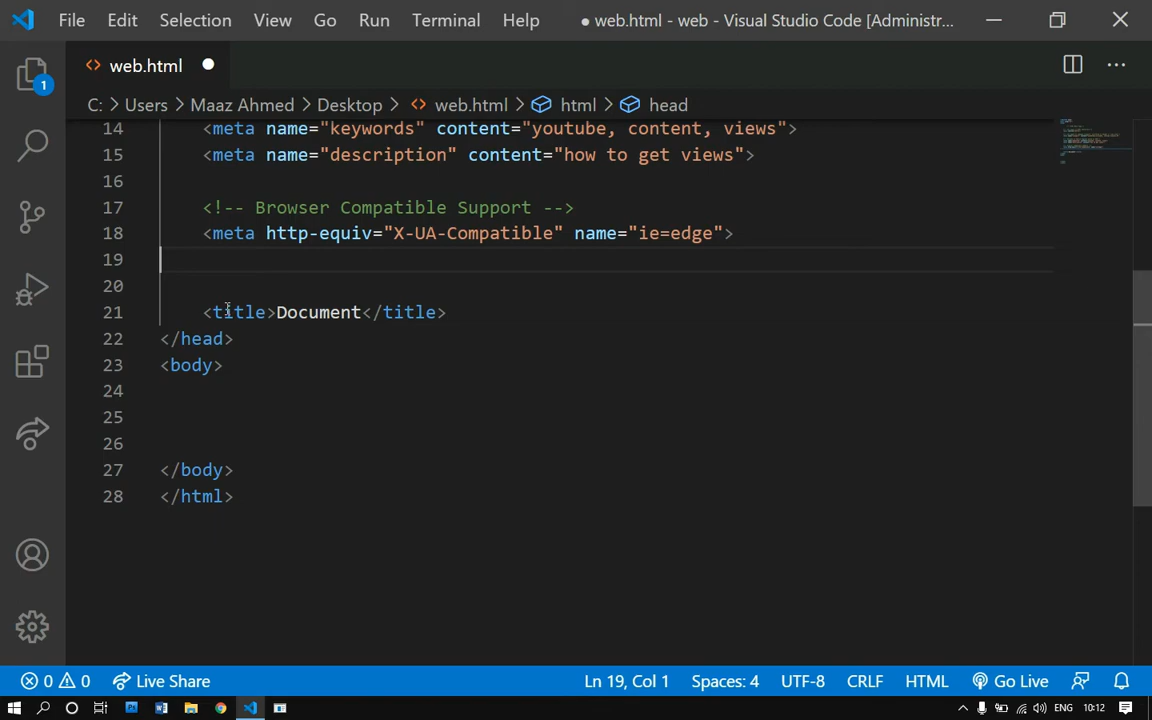 File Edit Selection View Go Run Terminal Help ● web.html - web - Visual Studio Code [Administr...
web.html
C: > Users > Maaz Ahmed > Desktop > web.html > html > head
1
14 <meta name="keywords" content="youtube, content, views">
15 <meta name="description" content="how to get views">
16
17 <!-- Browser Compatible Support -->
18 <meta http-equiv="X-UA-Compatible" name="ie=edge">
19
20
21 <title>Document</title>
22 </head>
23 <body>
24
25
26
27 </body>
28 </html>
0 0 Live Share Ln 19, Col 1 Spaces: 4 UTF-8 CRLF HTML Go Live
ENG 10:12